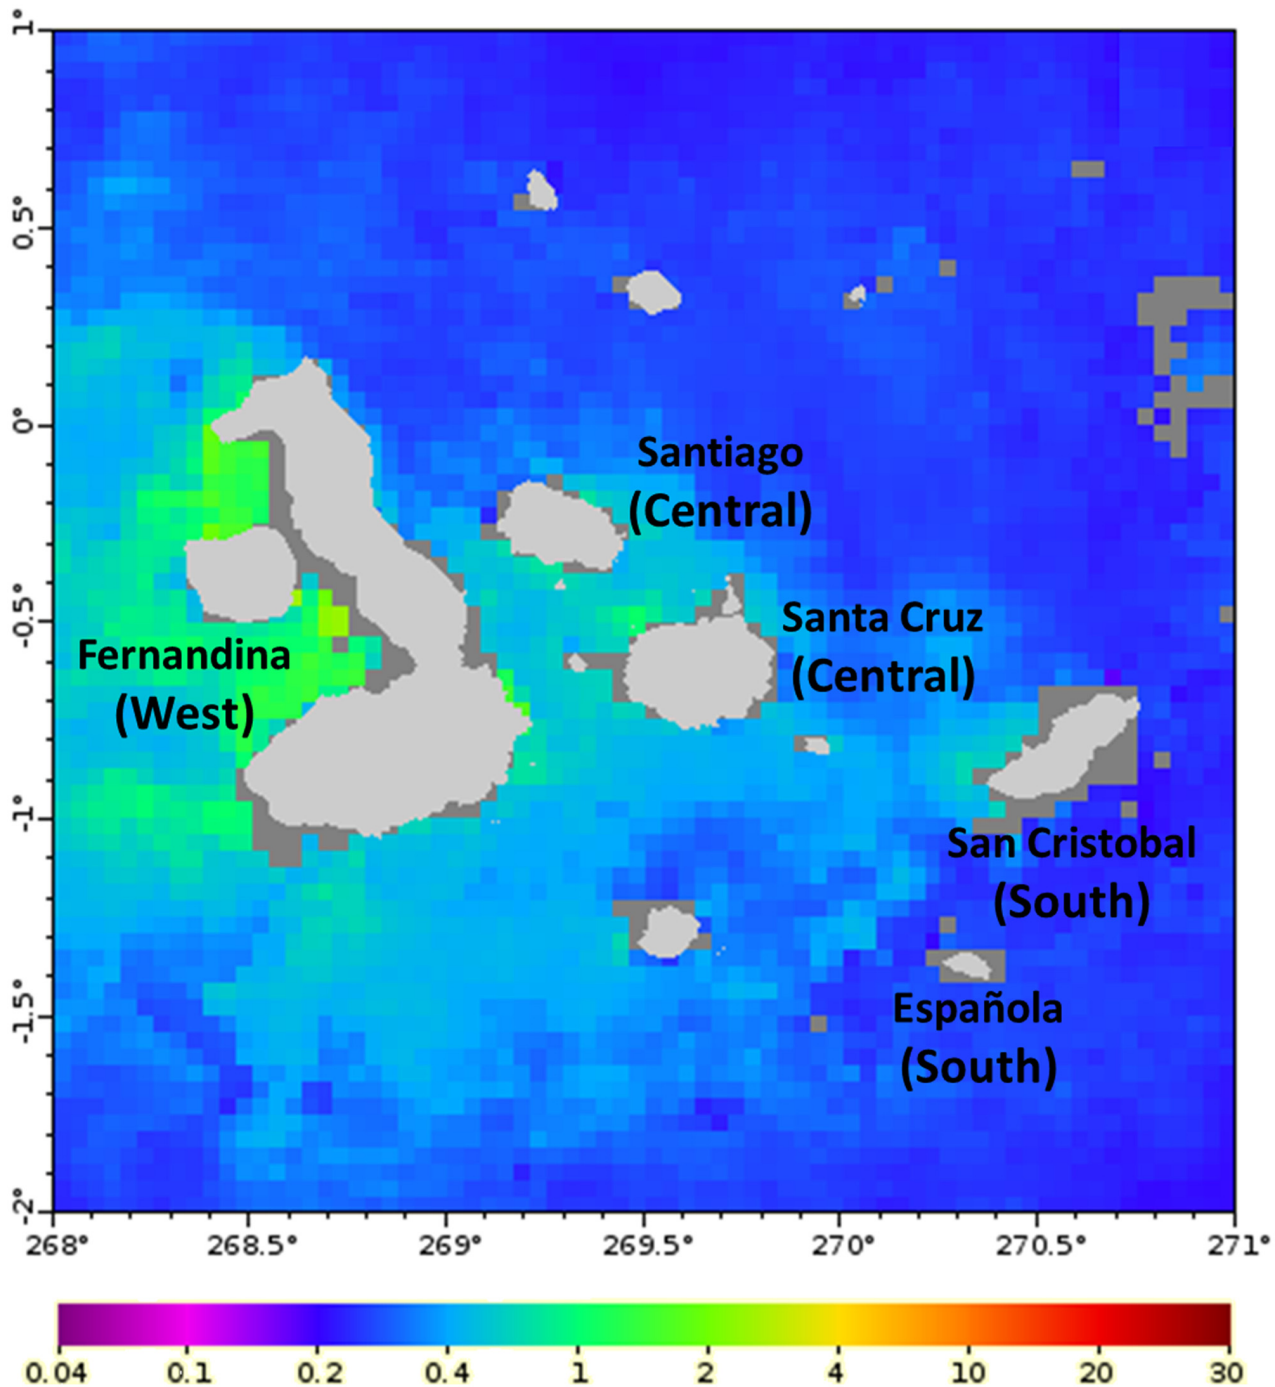 1°
0.5°
0°
-0.5°
-1°
-1.5°
-2°
Santiago
(Central)
Santa Cruz
(Central)
Fernandina
(West)
San Cristobal
(South)
Española
(South)
268° 268.5° 269° 269.5° 270° 270.5° 271°
0.04 0.1 0.2 0.4 1 2 4 10 20 30